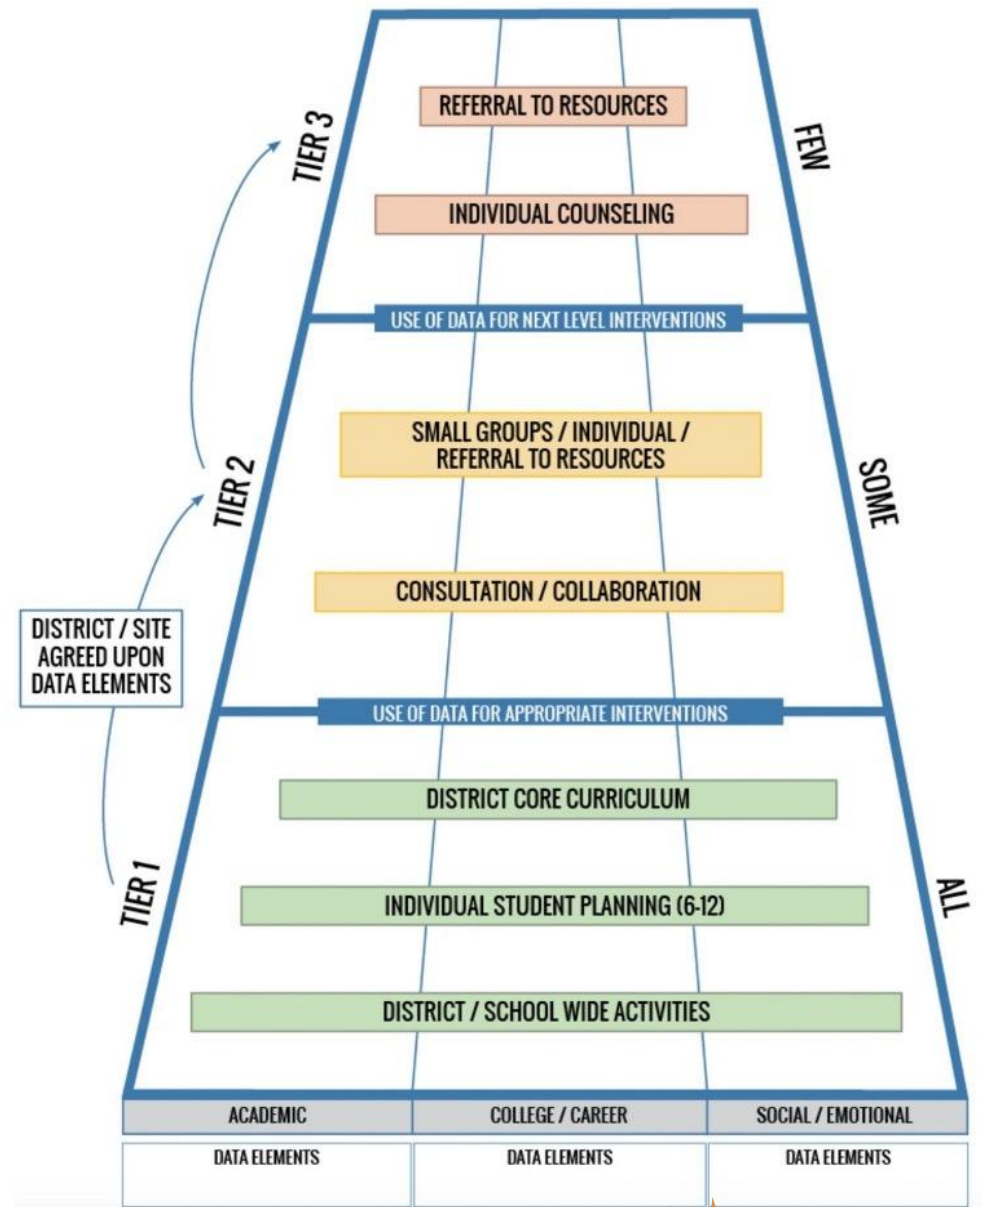 REFERRAL TO RESOURCES
TIER 3
FEW
INDIVIDUAL COUNSELING
USE OF DATA FOR NEXT LEVEL INTERVENTIONS
SMALL GROUPS / INDIVIDUAL /
REFERRAL TO RESOURCES
TIER 2
SOME
CONSULTATION / COLLABORATION
DISTRICT / SITE
AGREED UPON
DATA ELEMENTS
USE OF DATA FOR APPROPRIATE INTERVENTIONS
DISTRICT CORE CURRICULUM
TIER 1
ALL
INDIVIDUAL STUDENT PLANNING (6-12)
DISTRICT / SCHOOL WIDE ACTIVITIES
ACADEMIC
COLLEGE / CAREER
SOCIAL / EMOTIONAL
DATA ELEMENTS
DATA ELEMENTS
DATA ELEMENTS